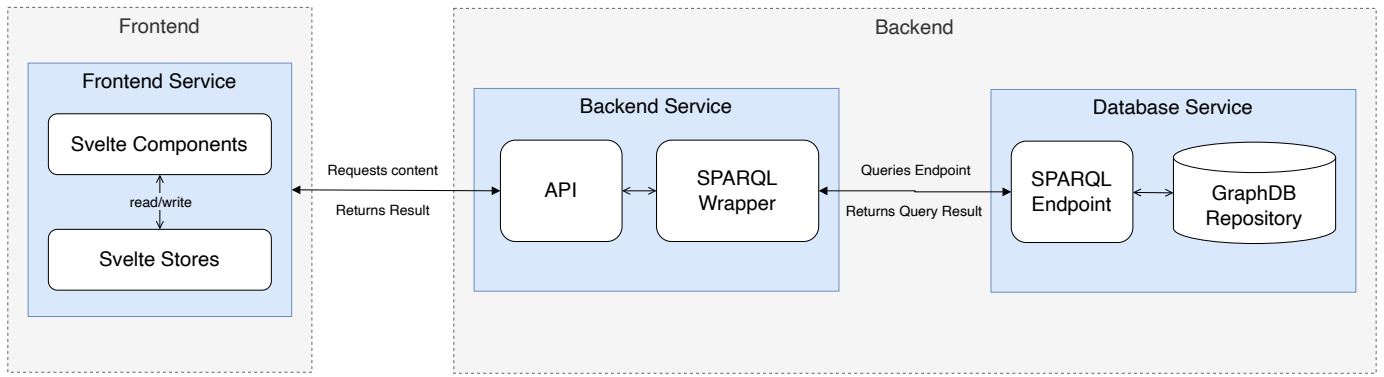 Frontend
Frontend Service
Svelte Components
read/write
Svelte Stores
Requests content
Returns Result
Backend
Backend Service
API
SPARQL
Wrapper
Queries Endpoint
Returns Query Result
Database Service
SPARQL
Endpoint
GraphDB
Repository